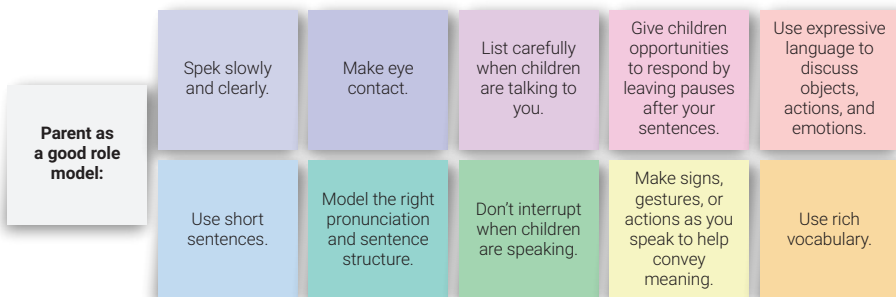 Parent as
a good role
model:
Spek slowly
and clearly.
Make eye
contact.
List carefully
when children
are talking to
you.
Give children
opportunities
to respond by
leaving pauses
after your
sentences.
Use expressive
language to
discuss
objects,
actions, and
emotions.
Use short
sentences.
Model the right
pronunciation
and sentence
structure.
Don’t interrupt
when children
are speaking.
Make signs,
gestures, or
actions as you
speak to help
convey
meaning.
Use rich
vocabulary.